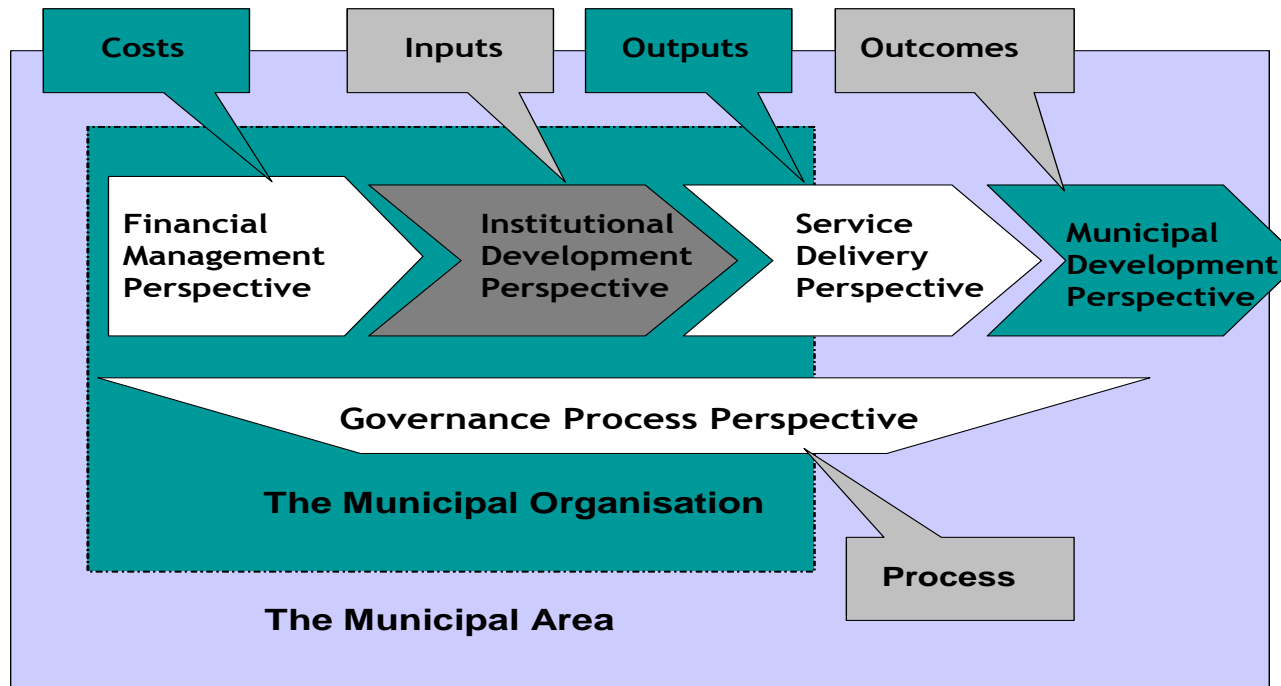 Costs
Inputs
Outputs
Outcomes
Financial
Management
Perspective
Institutional
Development
Perspective
Service
Delivery
Perspective
Municipal
Development
Perspective
Governance Process Perspective
The Municipal Organisation
Process
The Municipal Area